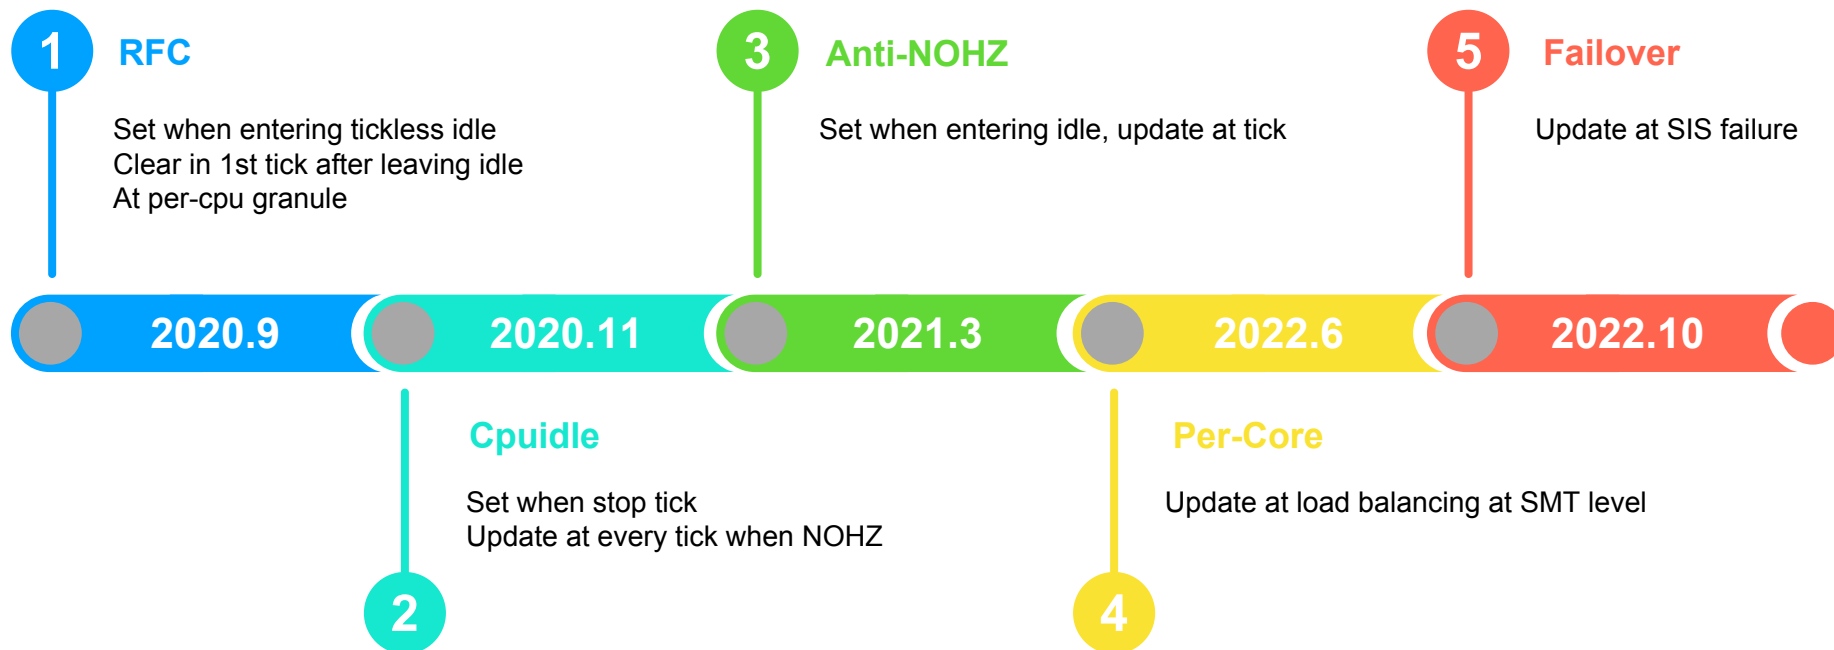 1
RFC
Set when entering tickless idle
Clear in 1st tick after leaving idle
At per-cpu granule
3
Anti-NOHZ
Set when entering idle, update at tick
5
Failover
Update at SIS failure
2020.9
2020.11
2021.3
2022.6
2022.10
Cpuidle
Set when stop tick
Update at every tick when NOHZ
2
Per-Core
Update at load balancing at SMT level
4